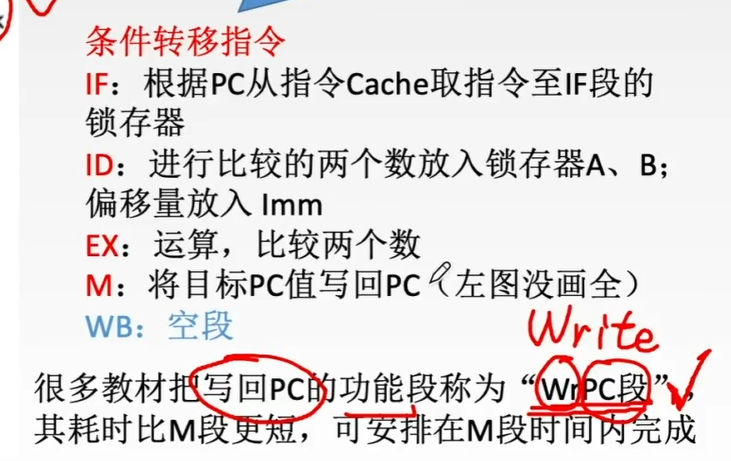 条件转移指令
IF：根据PC从指令Cache取指令至IF段的
锁存器
ID：进行比较的两个数放入锁存器A、B；
偏移量放入 Imm
EX：运算，比较两个数
M：将目标PC值写回PC（左图没画全）
WB：空段
Write
很多教材把写回PC的功能段称为“WrPC段”，
其耗时比M段更短，可安排在M段时间内完成